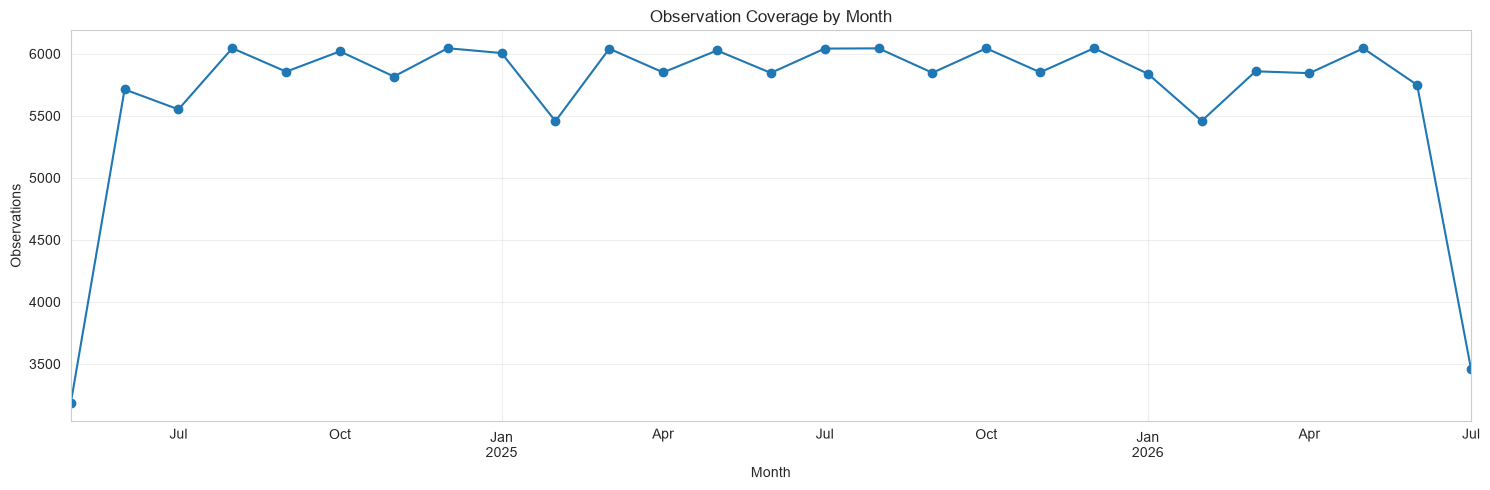 Observation Coverage by Month
Observations
6000
5500
5000
4500
4000
3500
Jul
Oct
Jan
2025
Apr
Jul
Oct
Jan
2026
Apr
Jul
Month